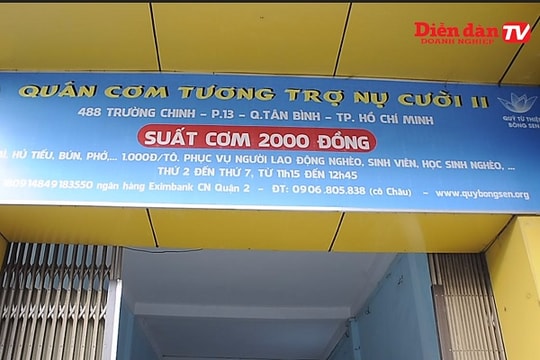 Diễn đàn TV
DOANH NGHIỆP
QUÁN CƠM TƯƠNG TRỢ NỤ CƯỜI II
488 TRƯỜNG CHINH - P.13 - Q.TÂN BÌNH - TP. HỒ CHÍ MINH
QUỸ TỪ THIỆN
BÔNG SEN
SUẤT CƠM 2000 ĐỒNG
HỦ TIẾU, BÚN, PHỞ,... 1.000Đ/TÔ. PHỤC VỤ NGƯỜI LAO ĐỘNG NGHÈO, SINH VIÊN, HỌC SINH NGHÈO, ...
THỨ 2 ĐẾN THỨ 7, TỪ 11h15 ĐẾN 12h45
ngân hàng Eximbank CN Quận 2 - ĐT: 0906.805.838 (cô Châu) - www.quybongsen.org